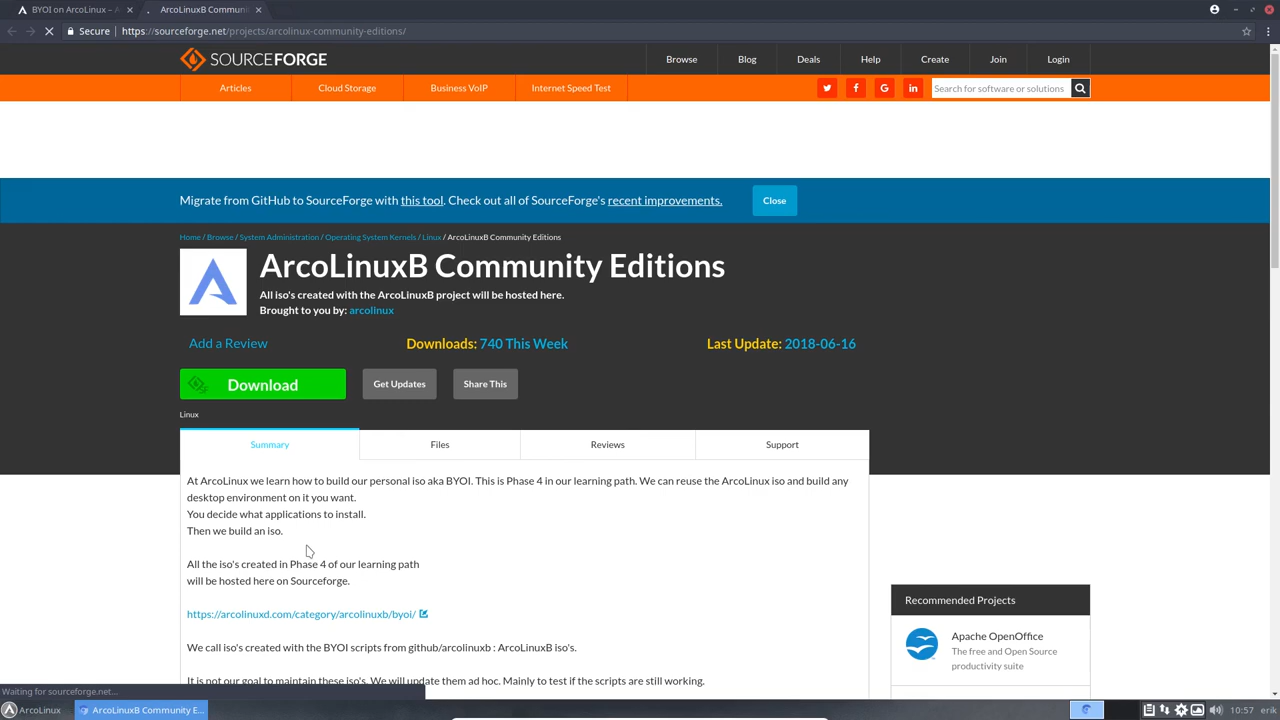 BYOI on ArcoLinux – A
ArcoLinuxB Communi
Secure
https://sourceforge.net/projects/arcolinux-community-editions/
SOURCEFORGE
Browse
Blog
Deals
Help
Create
Join
Login
Articles
Cloud Storage
Business VoIP
Internet Speed Test
Search for software or solutions
Migrate from GitHub to SourceForge with this tool. Check out all of SourceForge's recent improvements.
Close
Home / Browse / System Administration / Operating System Kernels / Linux / ArcoLinuxB Community Editions
ArcoLinuxB Community Editions
All iso's created with the ArcoLinuxB project will be hosted here.
Brought to you by: arcolinux
Add a Review
Downloads: 740 This Week
Last Update: 2018-06-16
Download
Get Updates
Share This
Linux
Summary
Files
Reviews
Support
At ArcoLinux we learn how to build our personal iso aka BYOI. This is Phase 4 in our learning path. We can reuse the ArcoLinux iso and build any
desktop environment on it you want.
You decide what applications to install.
Then we build an iso.
All the iso's created in Phase 4 of our learning path
will be hosted here on Sourceforge.
https://arcolinuxd.com/category/arcolinuxb/byoi/
We call iso's created with the BYOI scripts from github/arcolinuxb : ArcoLinuxB iso's.
It is not our goal to maintain these iso's. We will update them ad hoc. Mainly to test if the scripts are still working.
Recommended Projects
Apache OpenOffice
The free and Open Source
productivity suite
Waiting for sourceforge.net...
ArcoLinux
ArcoLinuxB Community E...
10:57
erik